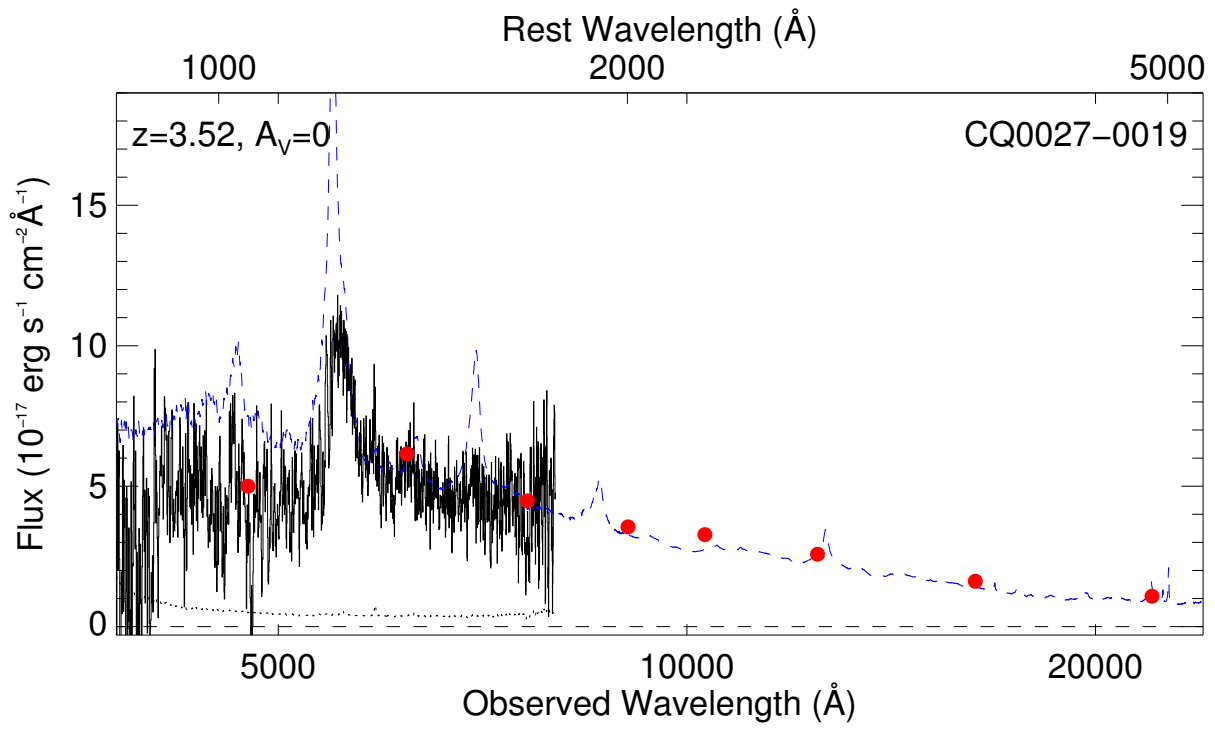 Rest Wavelength (Å)
1000 2000 5000
z=3.52, A_V=0 CQ0027−0019
Flux (10⁻¹⁷ erg s⁻¹ cm⁻²Å⁻¹)
15
10
5
0
5000 10000 20000
Observed Wavelength (Å)